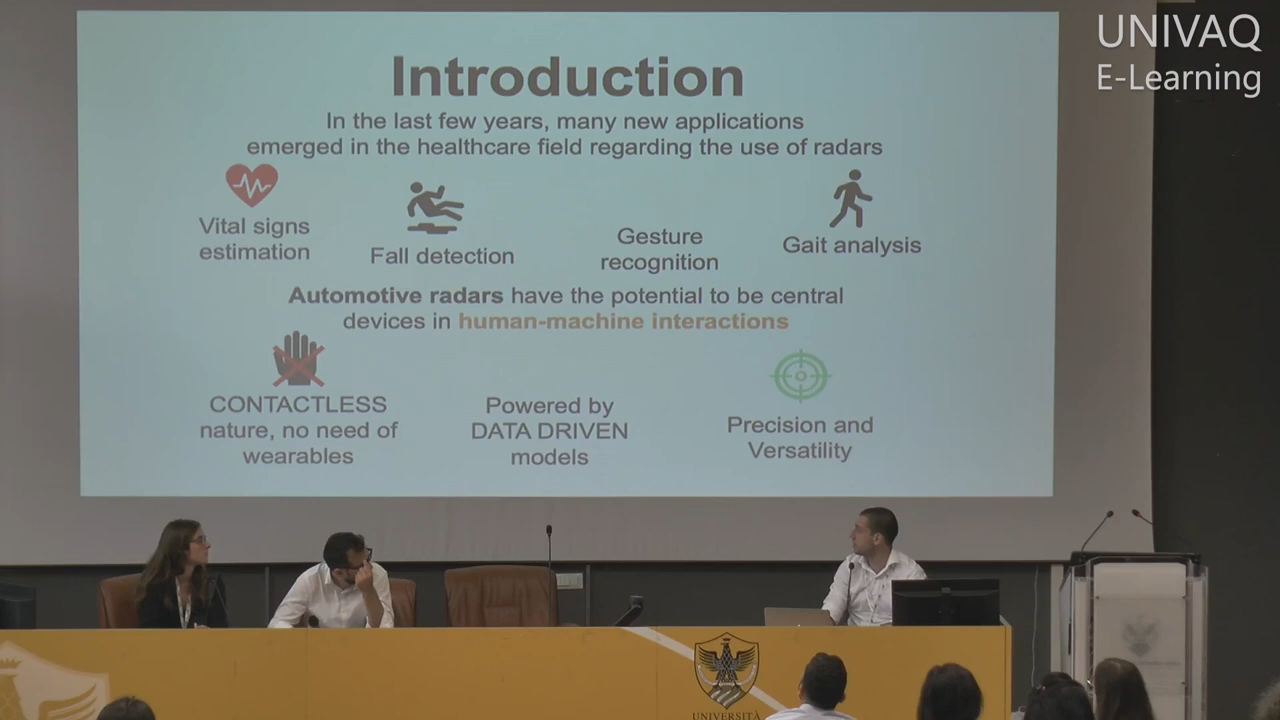 UNIVAQ
E-Learning
Introduction
In the last few years, many new applications
emerged in the healthcare field regarding the use of radars
Vital signs
estimation
Fall detection
Gesture
recognition
Gait analysis
Automotive radars have the potential to be central
devices in human-machine interactions
CONTACTLESS
nature, no need of
wearables
Powered by
DATA DRIVEN
models
Precision and
Versatility
UNIVERSITÀ